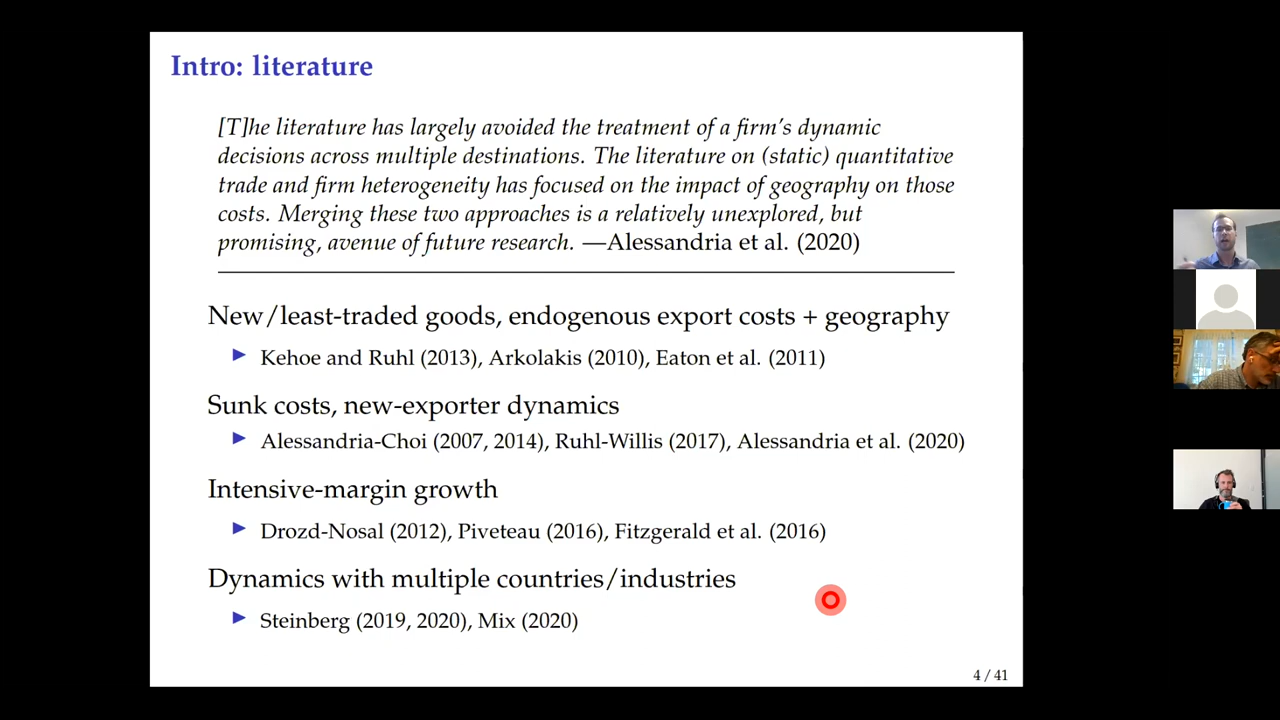 Intro: literature
[T]he literature has largely avoided the treatment of a firm's dynamic
decisions across multiple destinations. The literature on (static) quantitative
trade and firm heterogeneity has focused on the impact of geography on those
costs. Merging these two approaches is a relatively unexplored, but
promising, avenue of future research. —Alessandria et al. (2020)
New/least-traded goods, endogenous export costs + geography
Kehoe and Ruhl (2013), Arkolakis (2010), Eaton et al. (2011)
Sunk costs, new-exporter dynamics
Alessandria-Choi (2007, 2014), Ruhl-Willis (2017), Alessandria et al. (2020)
Intensive-margin growth
Drozd-Nosal (2012), Piveteau (2016), Fitzgerald et al. (2016)
Dynamics with multiple countries/industries
Steinberg (2019, 2020), Mix (2020)
4 / 41